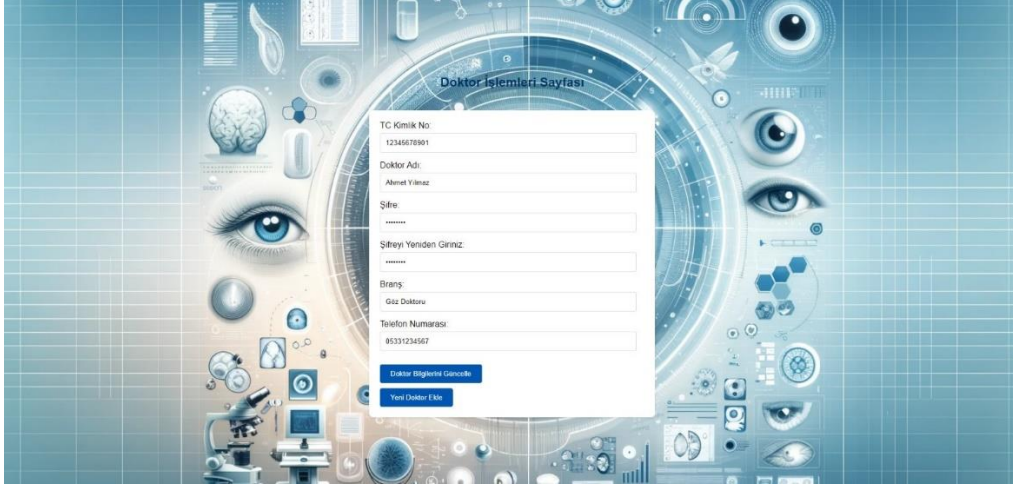 Doktor İşlemleri Sayfası
TC Kimlik No:
12345678901
Doktor Adı:
Ahmet Yılmaz
Şifre:
••••••••
Şifreyi Yeniden Giriniz:
••••••••
Branş:
Göz Doktoru
Telefon Numarası:
05331234567
Doktor Bilgilerini Güncelle
Yeni Doktor Ekle